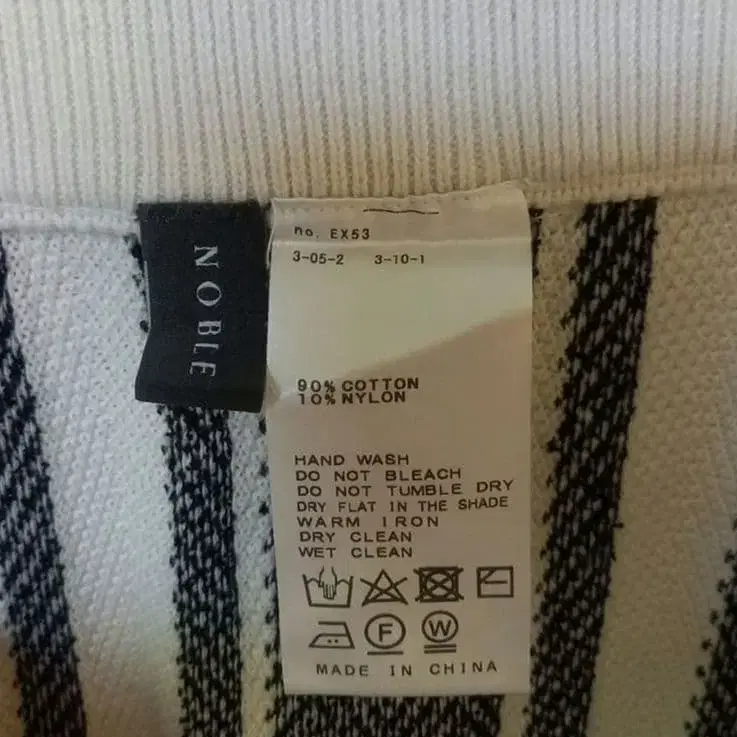 NOBLE
no. EX53
3-05-2 3-10-1
90% COTTON
10% NYLON
HAND WASH
DO NOT BLEACH
DO NOT TUMBLE DRY
DRY FLAT IN THE SHADE
WARM IRON
DRY CLEAN
WET CLEAN
F W
MADE IN CHINA